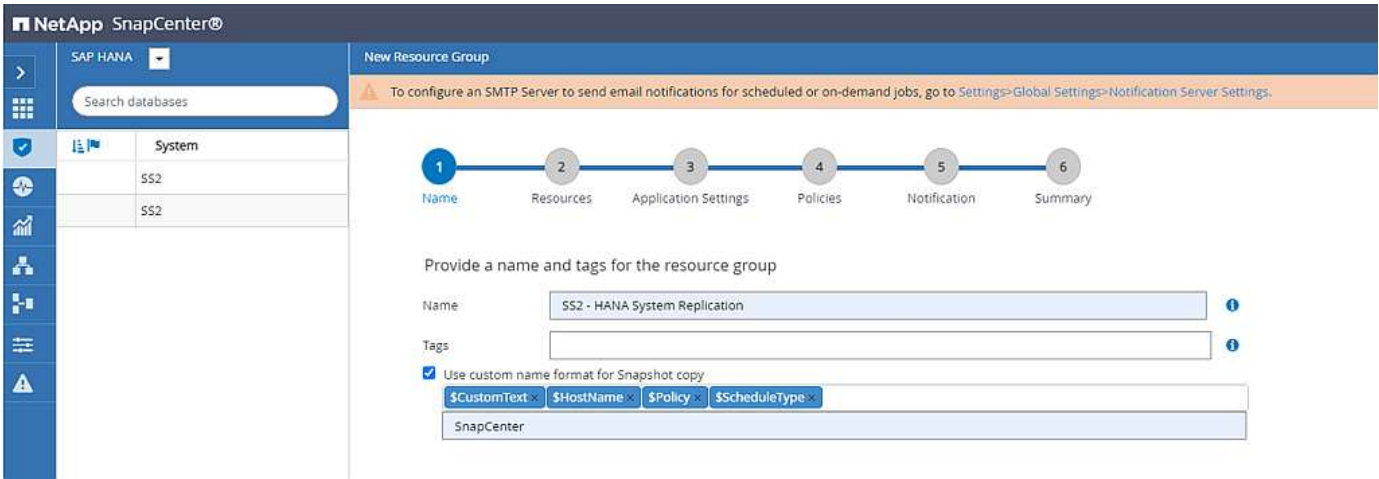 NetApp SnapCenter®
SAP HANA
New Resource Group
To configure an SMTP Server to send email notifications for scheduled or on-demand jobs, go to Settings>Global Settings>Notification Server Settings.
Search databases
System
SS2
SS2
1 2 3 4 5 6
Name Resources Application Settings Policies Notification Summary
Provide a name and tags for the resource group
Name SS2 - HANA System Replication
Tags
Use custom name format for Snapshot copy
$CustomText × $HostName × $Policy × $ScheduleType ×
SnapCenter